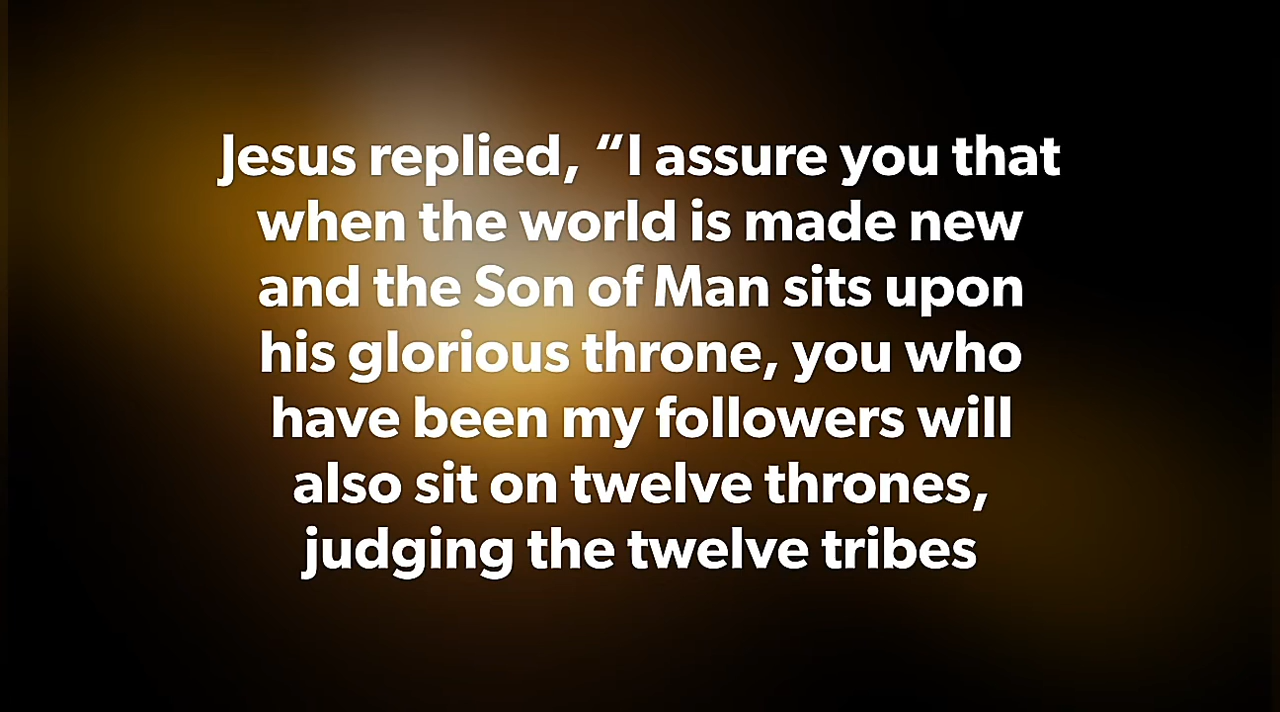 Jesus replied, “I assure you that
when the world is made new
and the Son of Man sits upon
his glorious throne, you who
have been my followers will
also sit on twelve thrones,
judging the twelve tribes